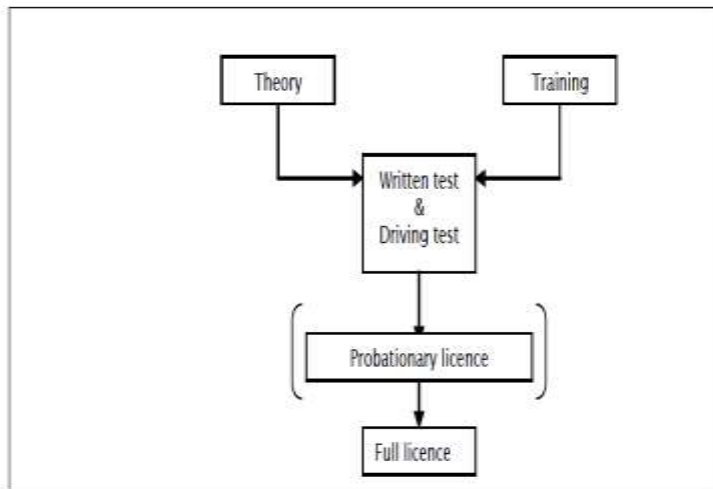 Theory
Training
Written test
&
Driving test
Probationary licence
Full licence